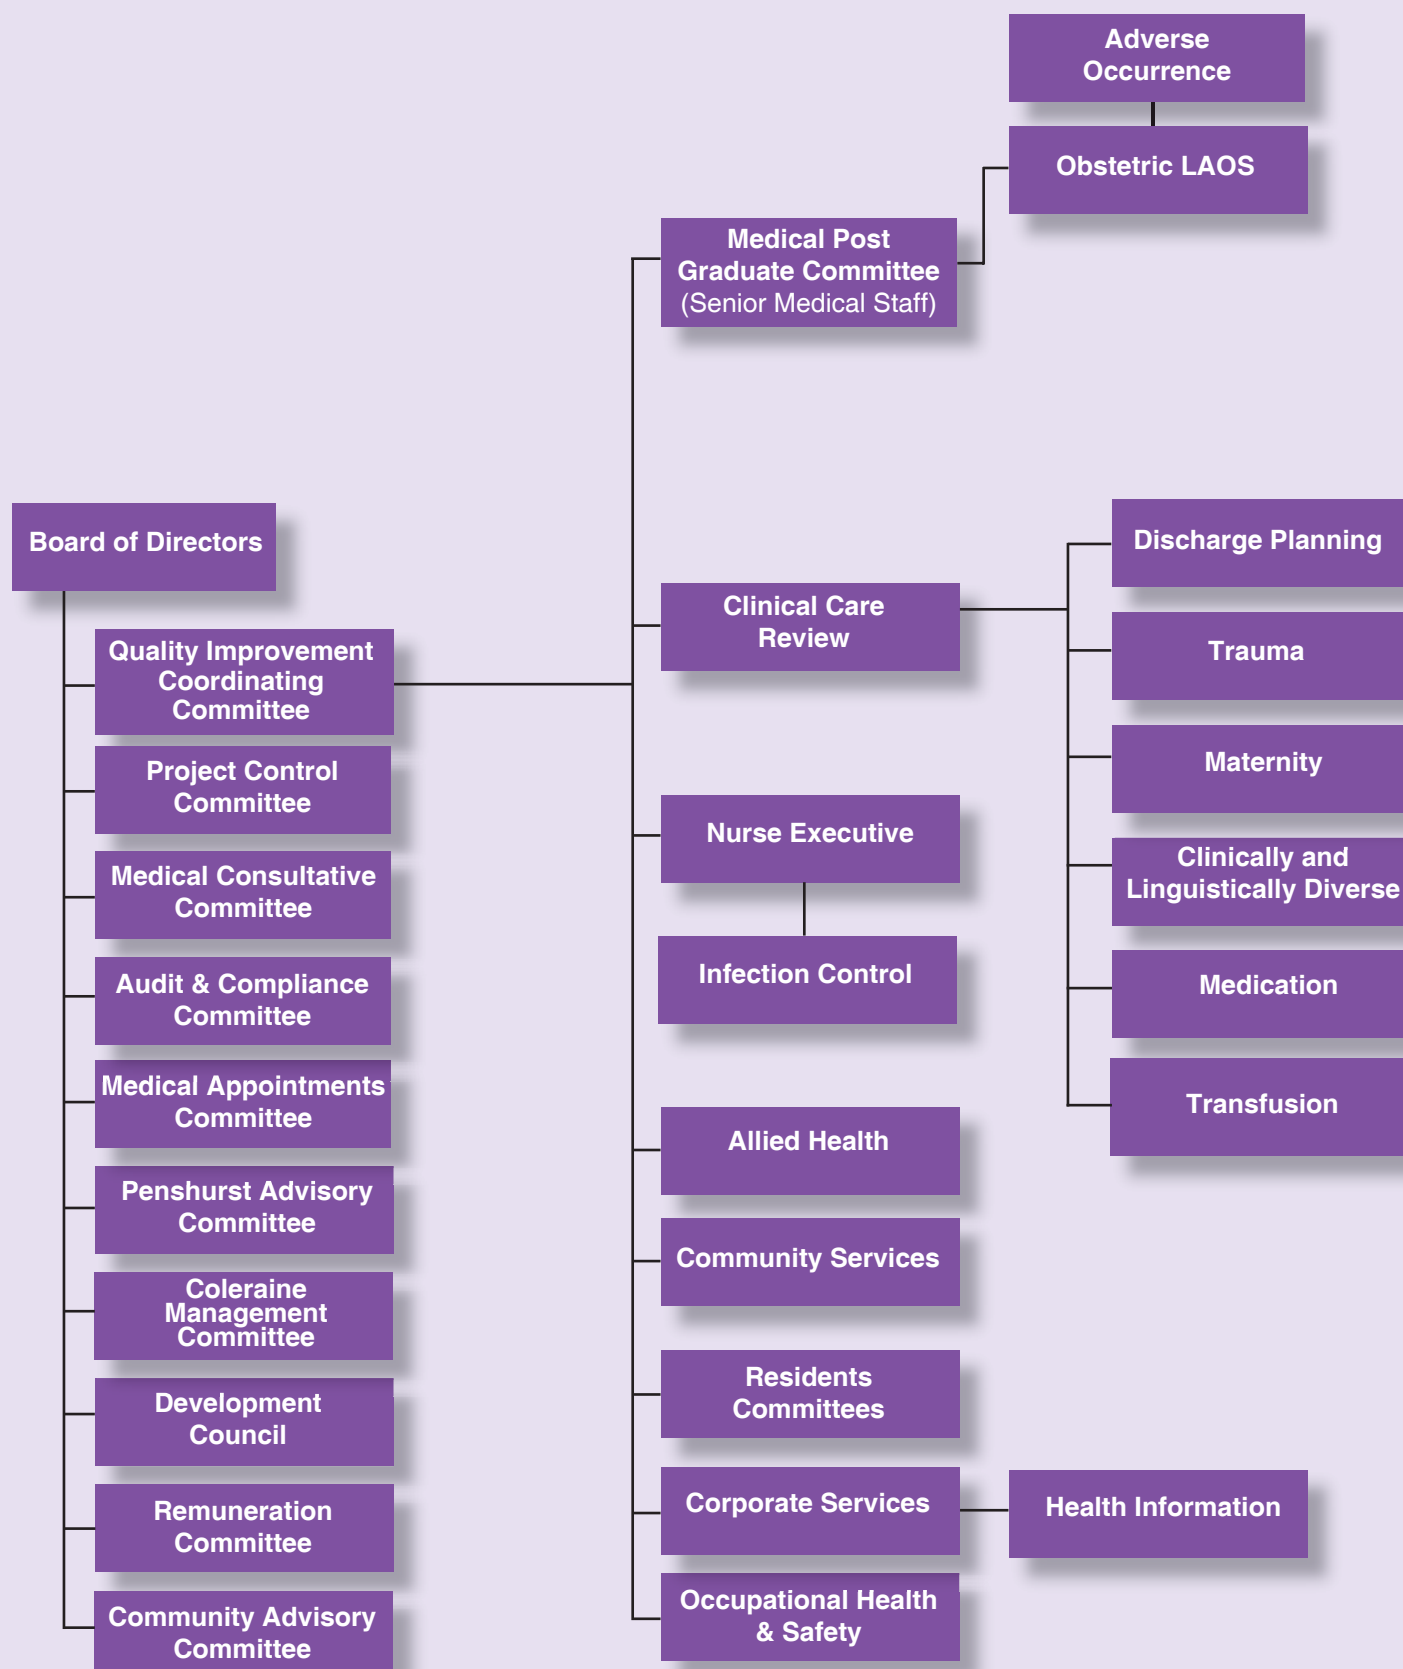 Adverse
Occurrence
Obstetric LAOS
Medical Post
Graduate Committee
(Senior Medical Staff)
Board of Directors
Quality Improvement
Coordinating
Committee
Project Control
Committee
Medical Consultative
Committee
Audit & Compliance
Committee
Medical Appointments
Committee
Penshurst Advisory
Committee
Coleraine
Management
Committee
Development
Council
Remuneration
Committee
Community Advisory
Committee
Clinical Care
Review
Nurse Executive
Infection Control
Allied Health
Community Services
Residents
Committees
Corporate Services
Occupational Health
& Safety
Discharge Planning
Trauma
Maternity
Clinically and
Linguistically Diverse
Medication
Transfusion
Health Information